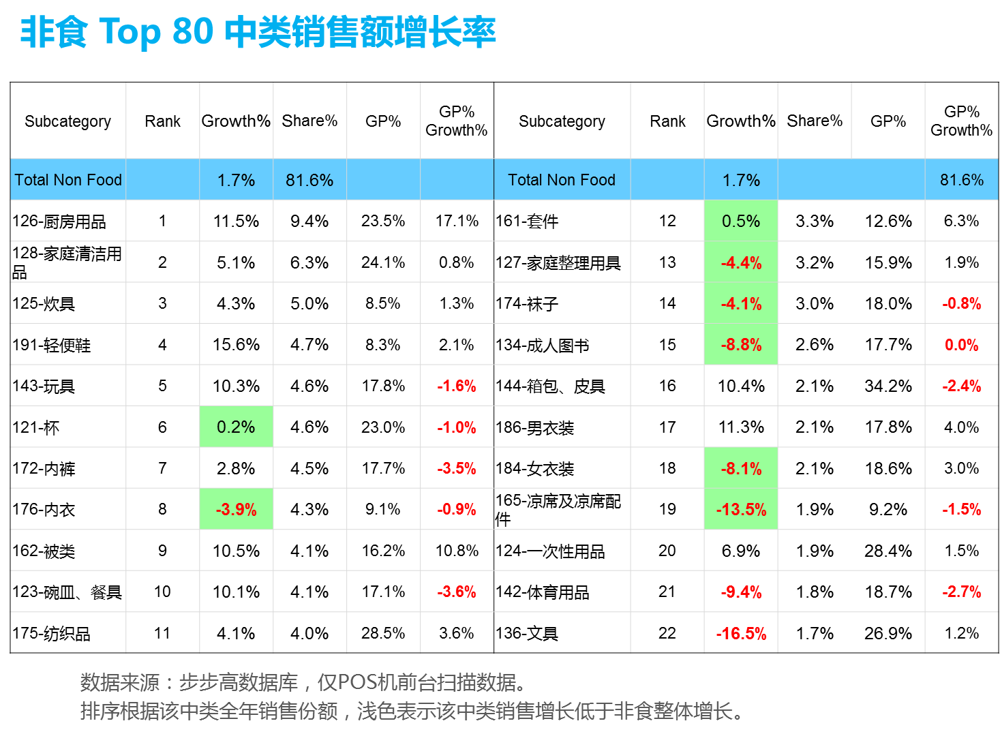 非食 Top 80 中类销售额增长率
Subcategory Rank Growth% Share% GP% GP% Growth% Subcategory Rank Growth% Share% GP% GP% Growth%
Total Non Food 1.7% 81.6% Total Non Food 1.7% 81.6%
126-厨房用品 1 11.5% 9.4% 23.5% 17.1% 161-套件 12 0.5% 3.3% 12.6% 6.3%
128-家庭清洁用品 2 5.1% 6.3% 24.1% 0.8% 127-家庭整理用具 13 -4.4% 3.2% 15.9% 1.9%
125-炊具 3 4.3% 5.0% 8.5% 1.3% 174-袜子 14 -4.1% 3.0% 18.0% -0.8%
191-轻便鞋 4 15.6% 4.7% 8.3% 2.1% 134-成人图书 15 -8.8% 2.6% 17.7% 0.0%
143-玩具 5 10.3% 4.6% 17.8% -1.6% 144-箱包、皮具 16 10.4% 2.1% 34.2% -2.4%
121-杯 6 0.2% 4.6% 23.0% -1.0% 186-男衣装 17 11.3% 2.1% 17.8% 4.0%
172-内裤 7 2.8% 4.5% 17.7% -3.5% 184-女衣装 18 -8.1% 2.1% 18.6% 3.0%
176-内衣 8 -3.9% 4.3% 9.1% -0.9% 165-凉席及凉席配件 19 -13.5% 1.9% 9.2% -1.5%
162-被类 9 10.5% 4.1% 16.2% 10.8% 124-一次性用品 20 6.9% 1.9% 28.4% 1.5%
123-碗皿、餐具 10 10.1% 4.1% 17.1% -3.6% 142-体育用品 21 -9.4% 1.8% 18.7% -2.7%
175-纺织品 11 4.1% 4.0% 28.5% 3.6% 136-文具 22 -16.5% 1.7% 26.9% 1.2%
数据来源：步步高数据库，仅POS机前台扫描数据。
排序根据该中类全年销售份额，浅色表示该中类销售增长低于非食整体增长。